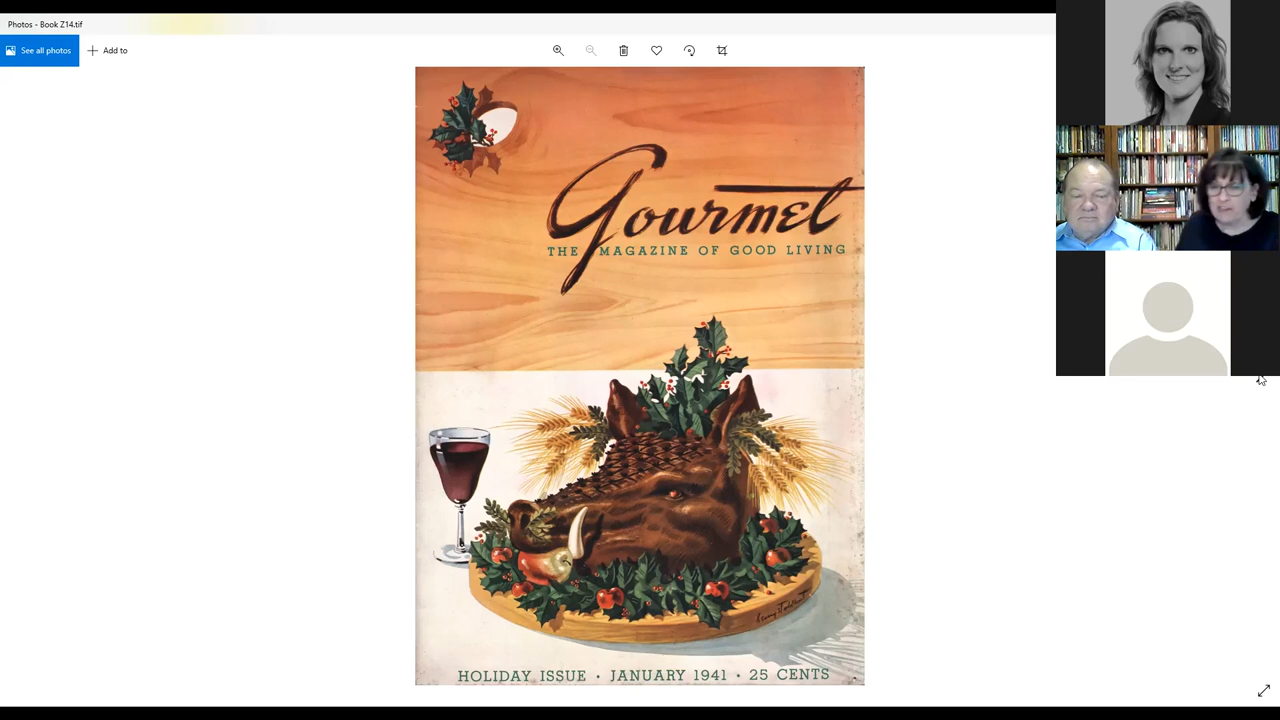 Photos - Book Z14.tif
See all photos
Add to
Gourmet
THE MAGAZINE OF GOOD LIVING
HOLIDAY ISSUE · JANUARY 1941 · 25 CENTS